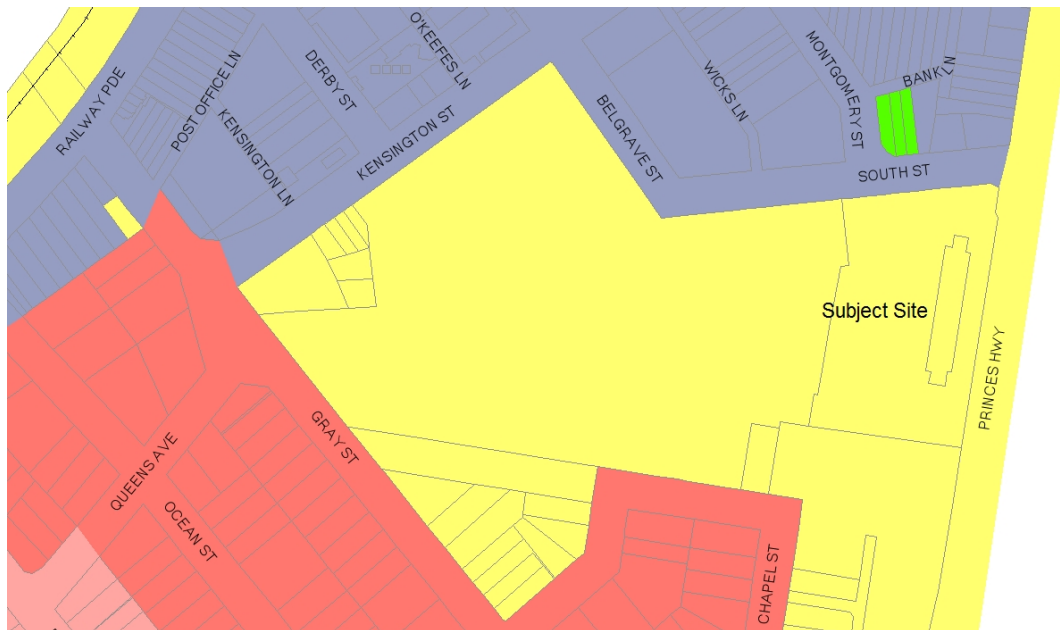 O'KEEFES LN
DERBY ST
POST OFFICE LN
RAILWAY PDE
KENSINGTON LN
KENSINGTON ST
BELGRAVE ST
WICKS LN
MONTGOMERY ST
BANK LN
SOUTH ST
Subject Site
PRINCES HWY
GRAY ST
QUEENS AVE
OCEAN ST
CHAPEL ST